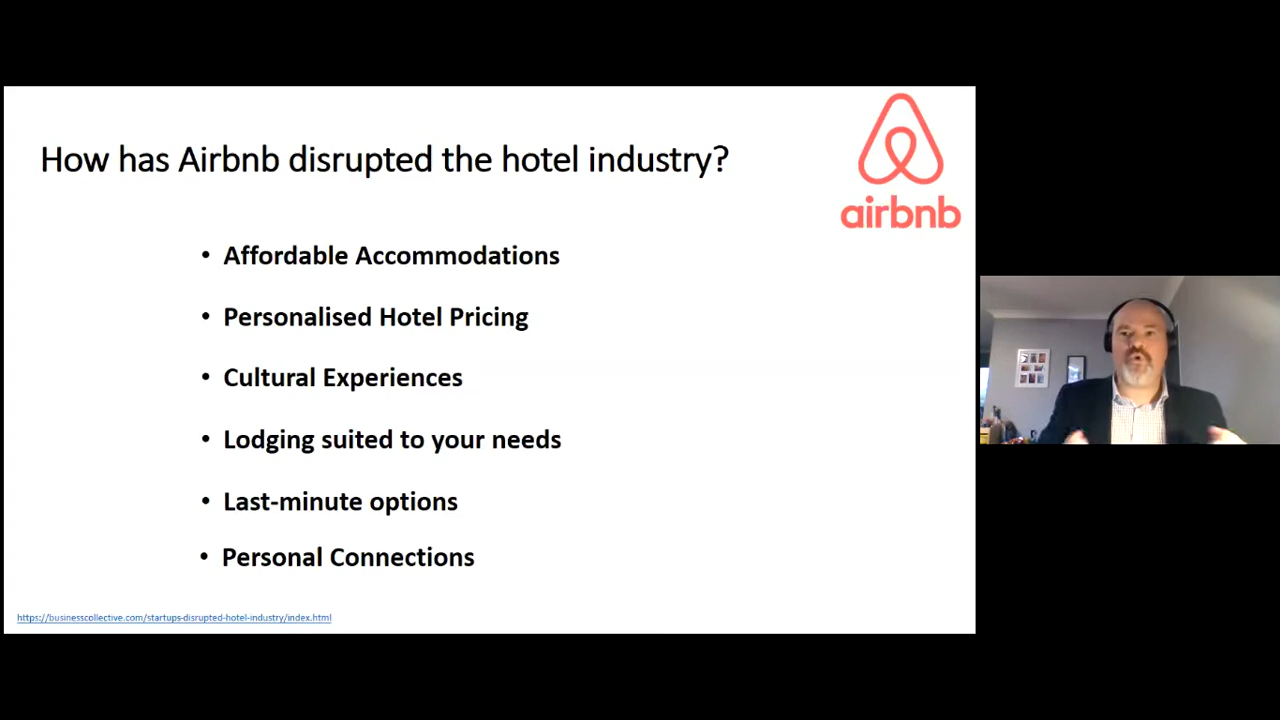 How has Airbnb disrupted the hotel industry?
airbnb
• Affordable Accommodations
• Personalised Hotel Pricing
• Cultural Experiences
• Lodging suited to your needs
• Last-minute options
• Personal Connections
https://businesscollective.com/startups-disrupted-hotel-industry/index.html